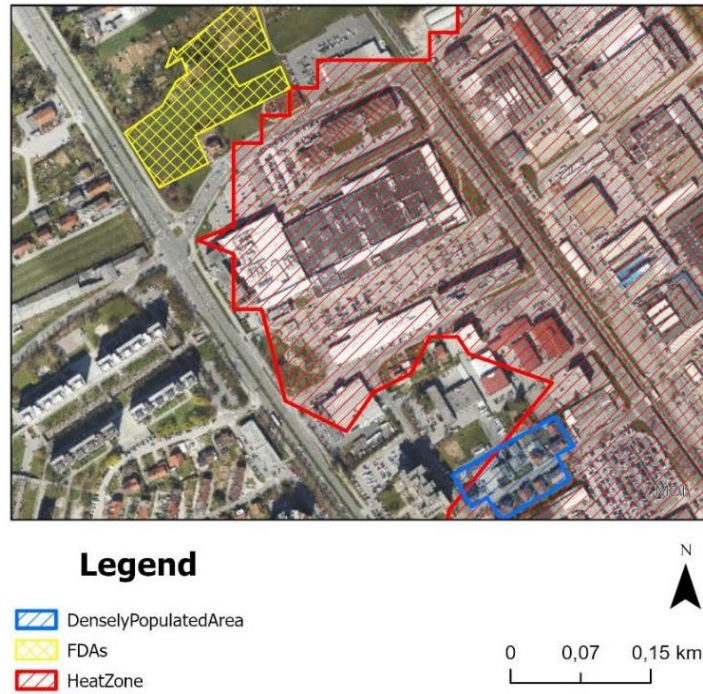 Legend
DenselyPopulatedArea
FDAs
HeatZone
N
0 0,07 0,15 km